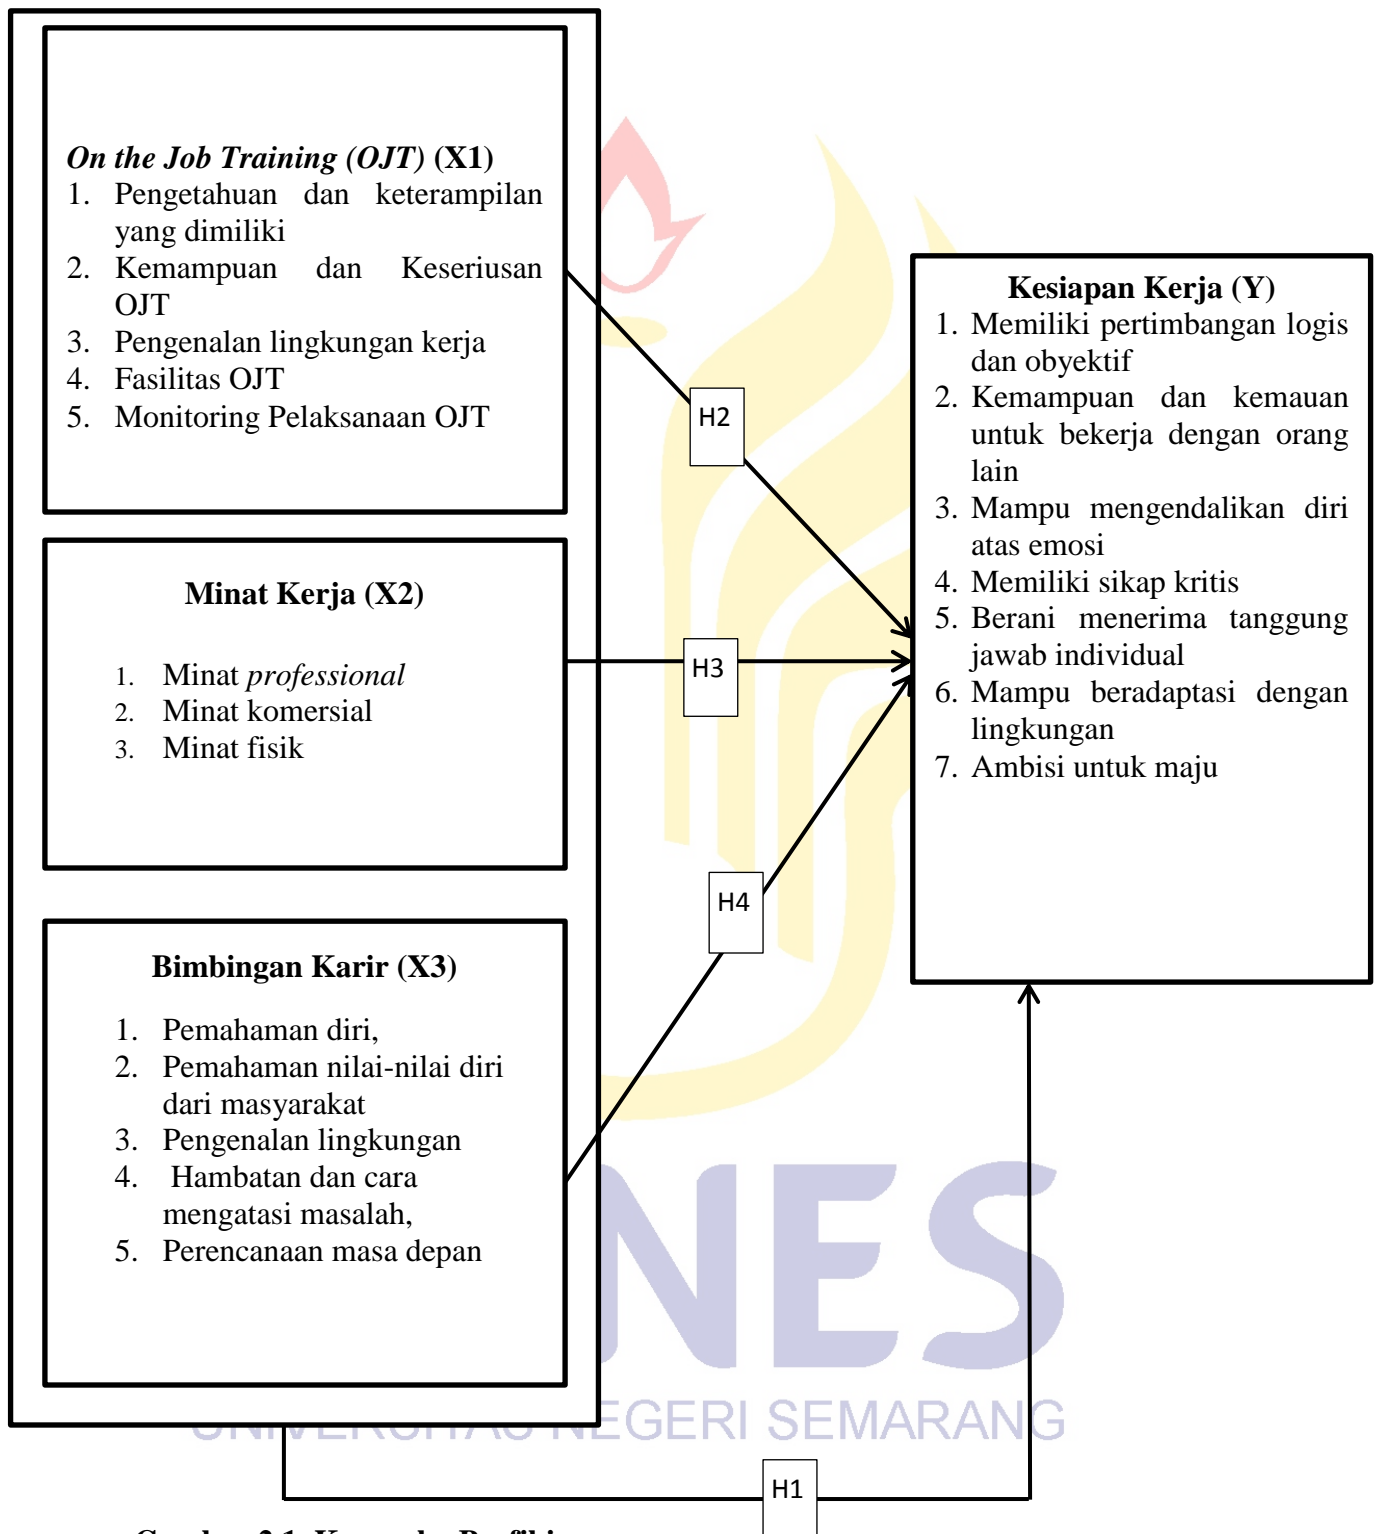 On the Job Training (OJT) (X1)
1. Pengetahuan dan keterampilan
yang dimiliki
2. Kemampuan dan Keseriusan
OJT
3. Pengenalan lingkungan kerja
4. Fasilitas OJT
5. Monitoring Pelaksanaan OJT
Minat Kerja (X2)
1. Minat professional
2. Minat komersial
3. Minat fisik
Bimbingan Karir (X3)
1. Pemahaman diri,
2. Pemahaman nilai-nilai diri
dari masyarakat
3. Pengenalan lingkungan
4. Hambatan dan cara
mengatasi masalah,
5. Perencanaan masa depan
H2
H3
H4
H1
Kesiapan Kerja (Y)
1. Memiliki pertimbangan logis
dan obyektif
2. Kemampuan dan kemauan
untuk bekerja dengan orang
lain
3. Mampu mengendalikan diri
atas emosi
4. Memiliki sikap kritis
5. Berani menerima tanggung
jawab individual
6. Mampu beradaptasi dengan
lingkungan
7. Ambisi untuk maju
NES
NEGERI SEMARANG